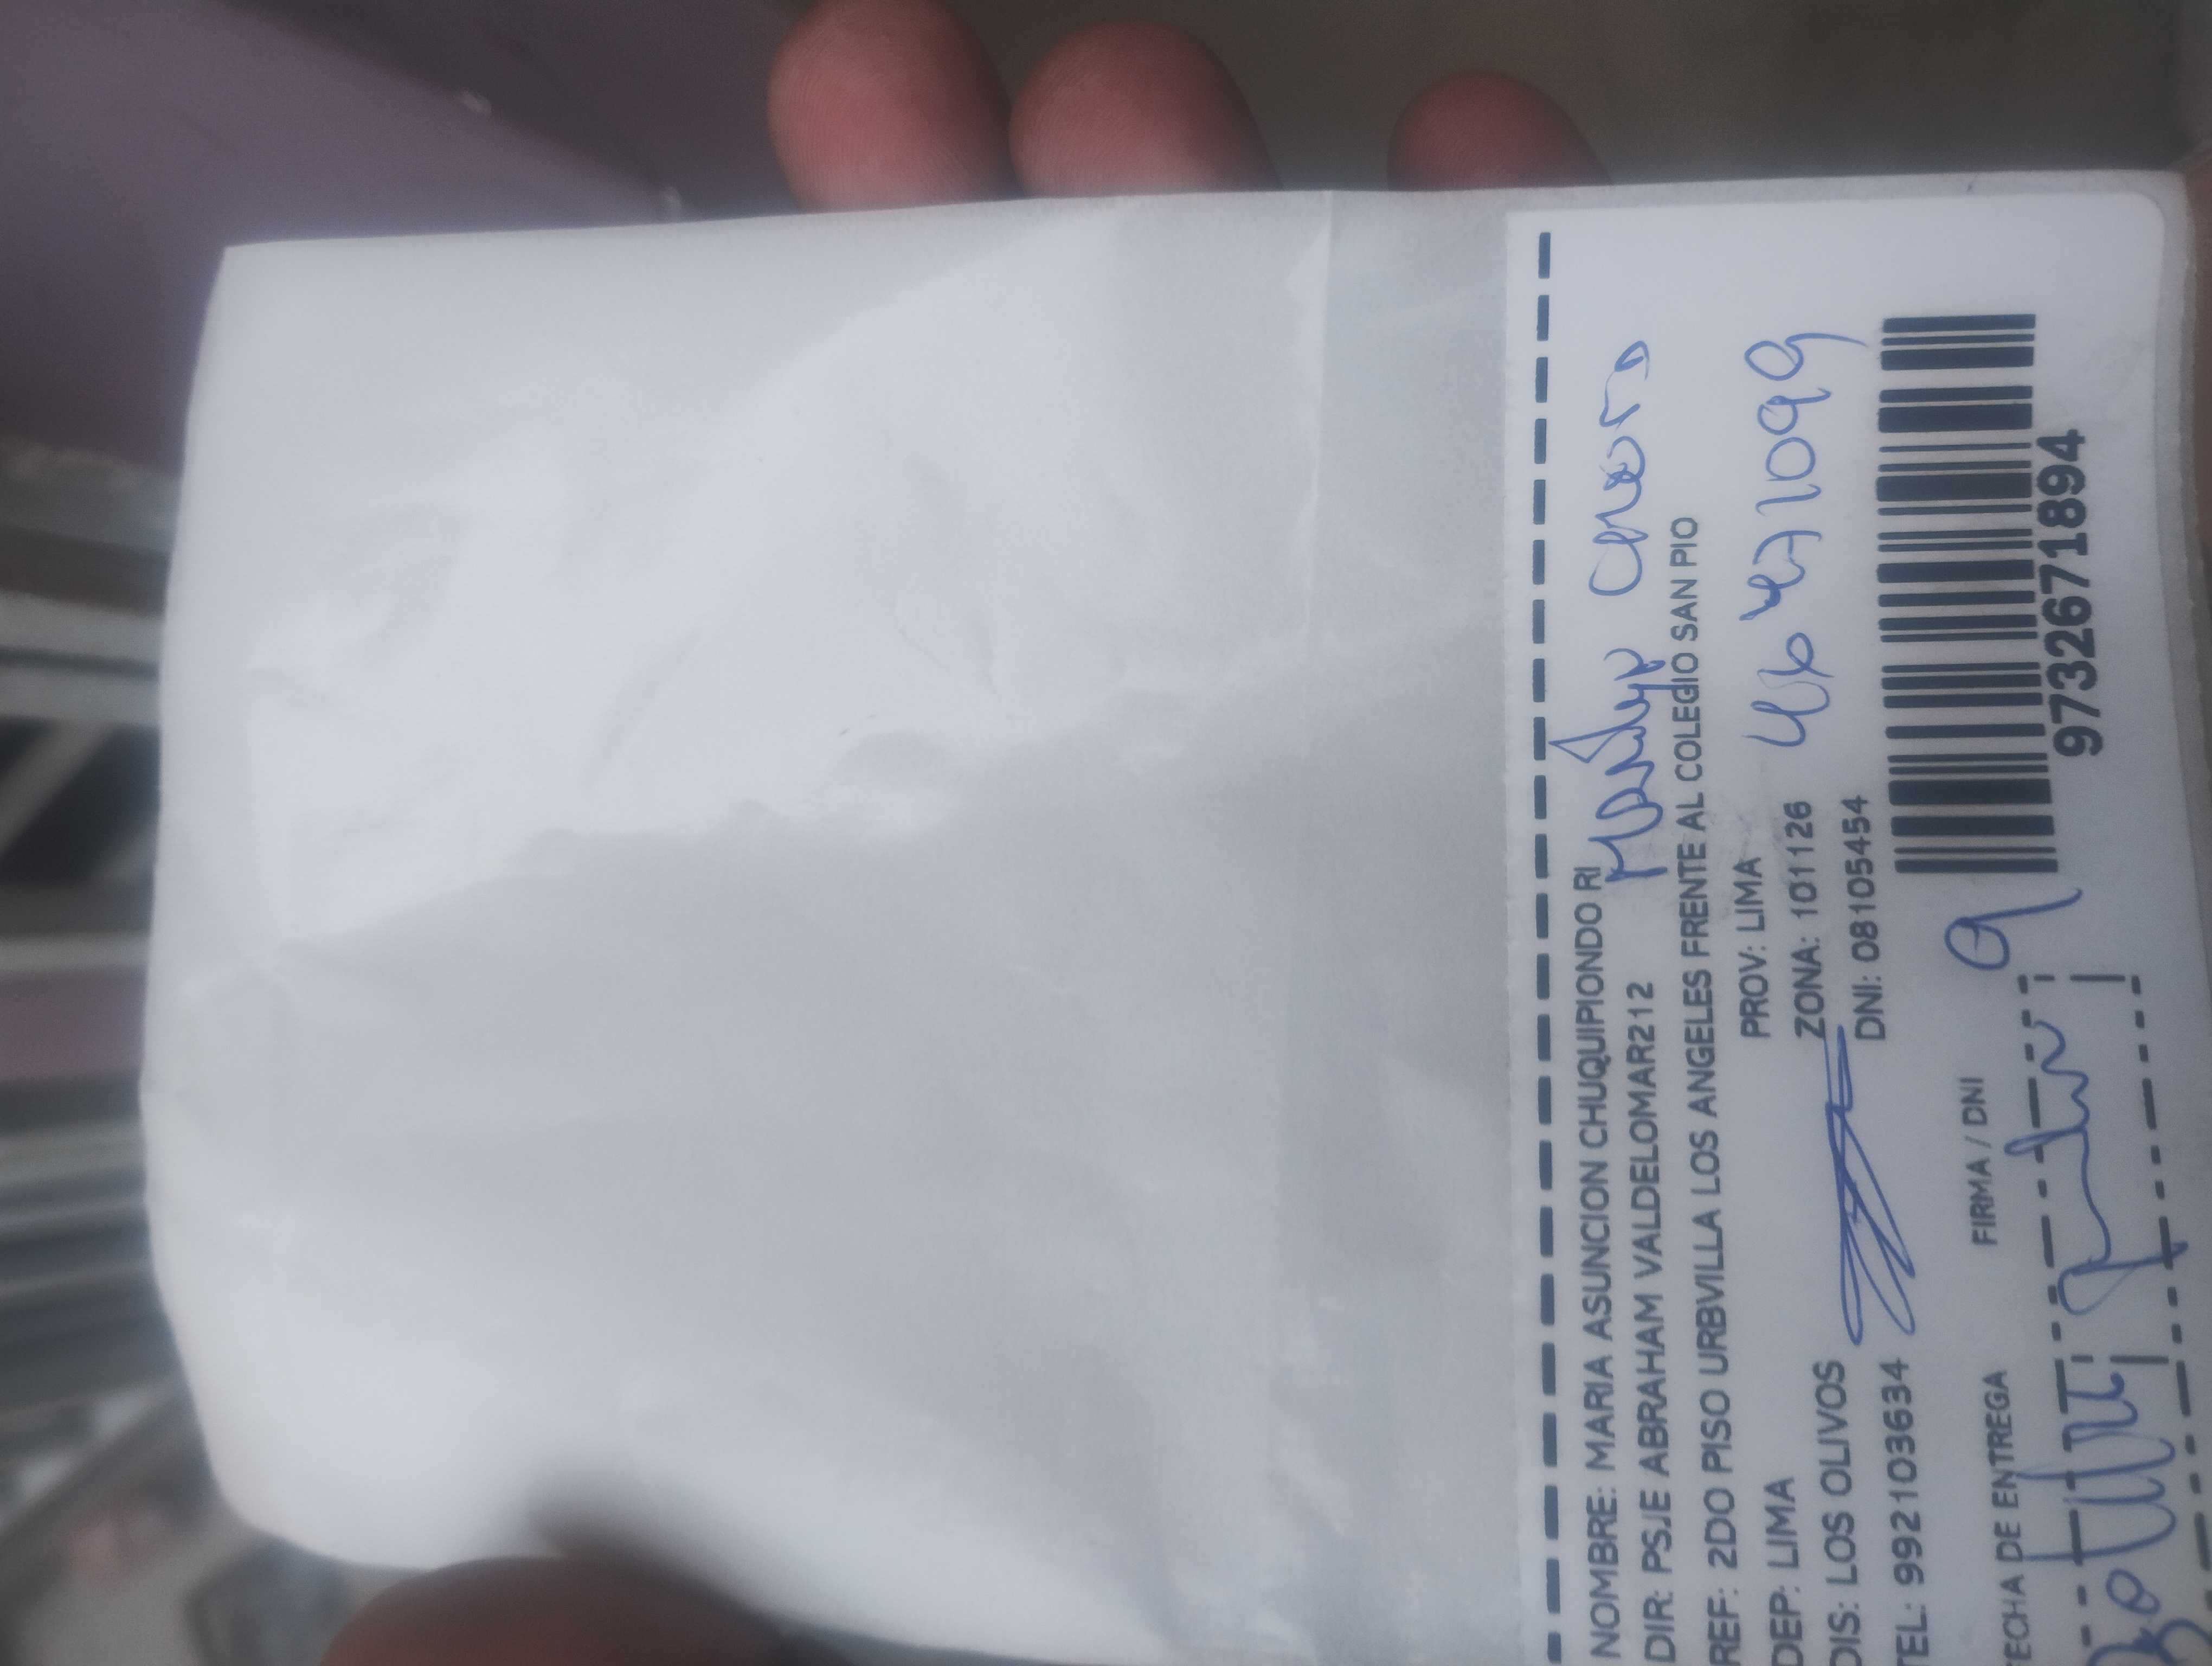 NOMBRE: MARIA ASUNCION CHUQUIPIONDO RI
DIR: PSJE ABRAHAM VALDELOMAR212
REF: 2DO PISO URBVILLA LOS ANGELES FRENTE AL COLEGIO SAN PIO
DEP: LIMA PROV: LIMA
DIS: LOS OLIVOS ZONA: 101126
TEL: 992103634 DNI: 08105454
46471099
FECHA DE ENTREGA FIRMA / DNI
9732671894